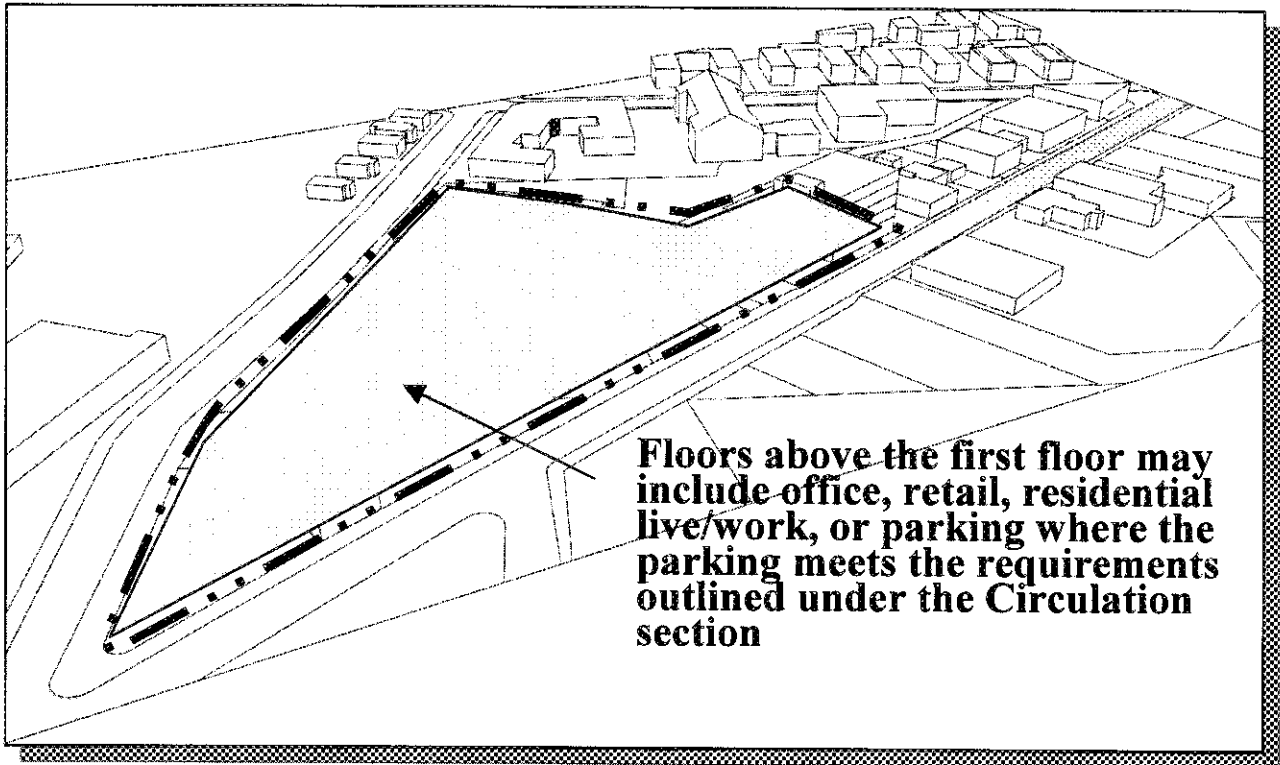 Floors above the first floor may
include office, retail, residential
live/work, or parking where the
parking meets the requirements
outlined under the Circulation
section